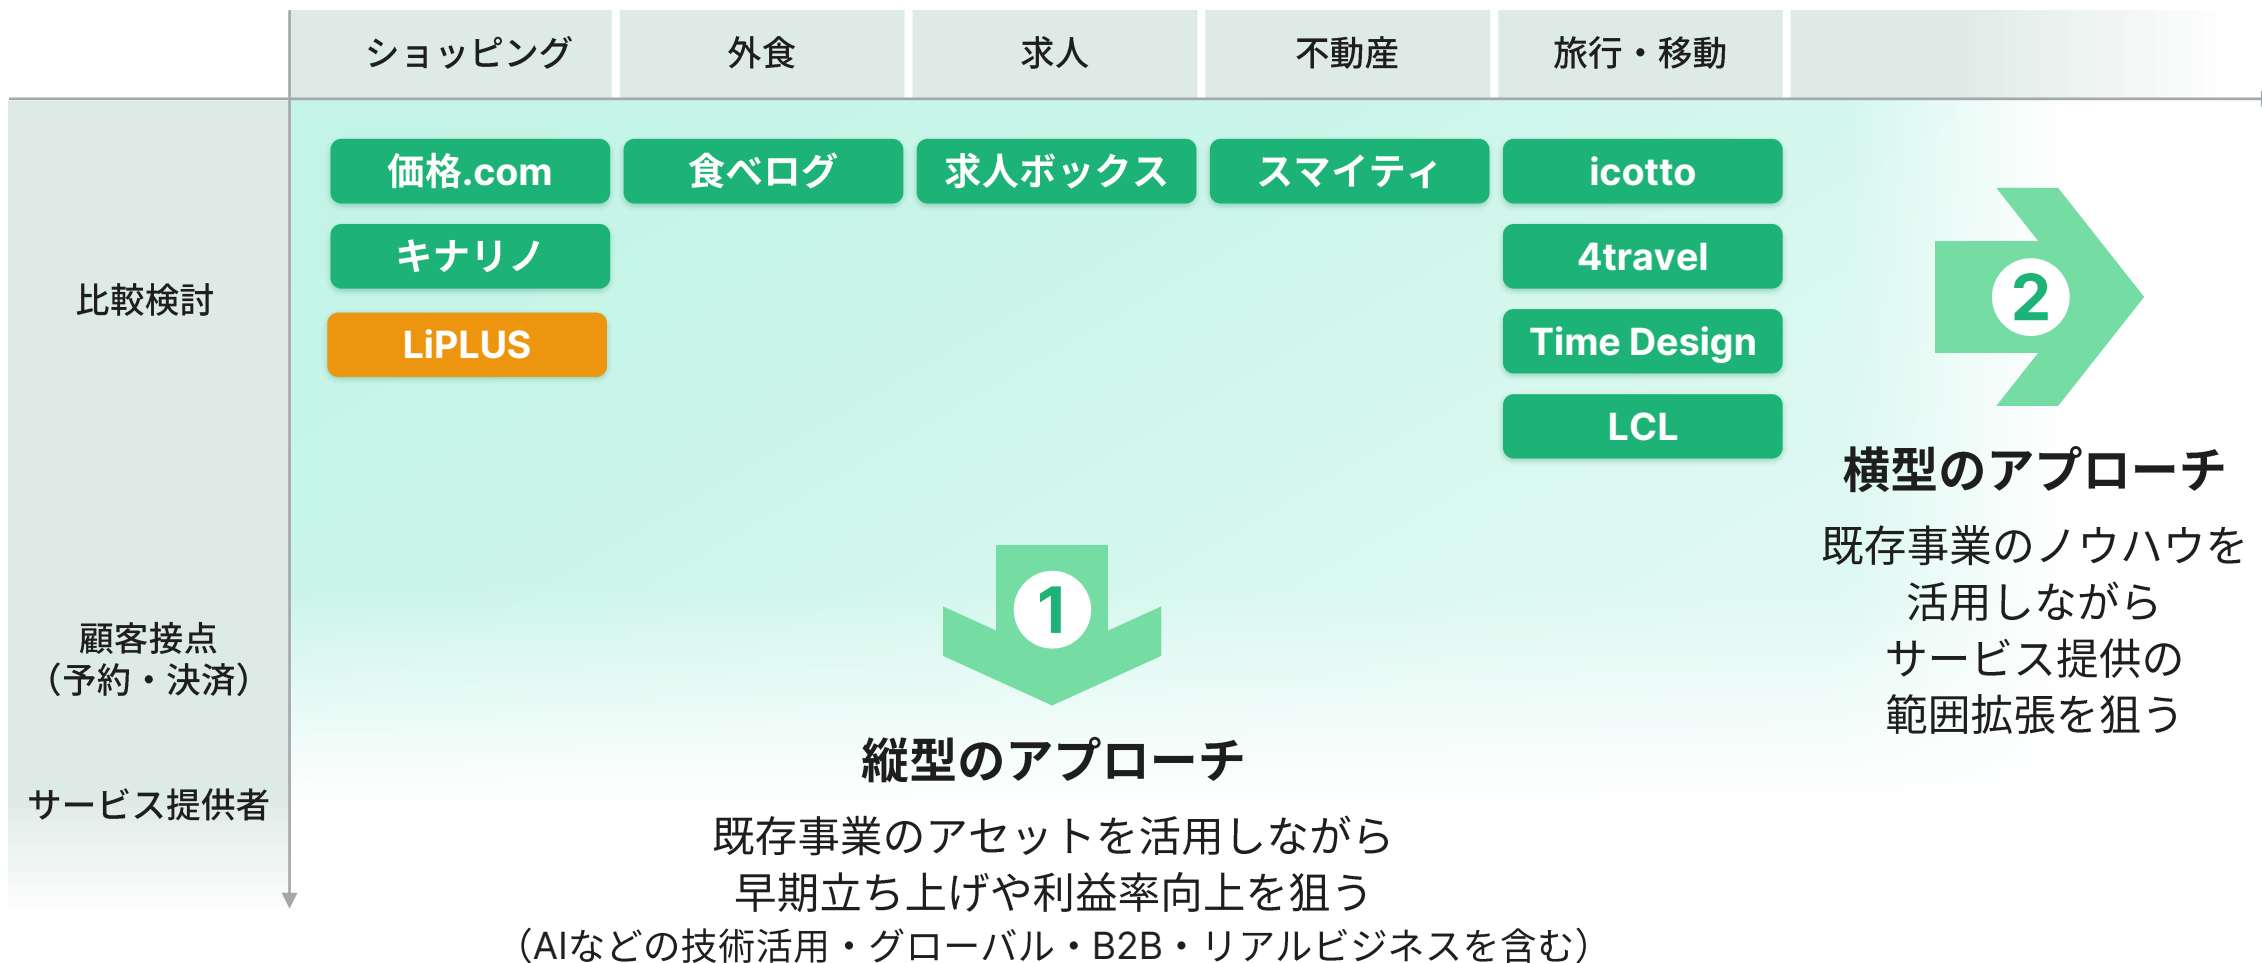 ショッピング
外食
求人
不動産
旅行・移動
比較検討
価格.com
食べログ
求人ボックス
スマイティ
icotto
キナリノ
4travel
LiPLUS
Time Design
LCL
2
横型のアプローチ
既存事業のノウハウを
活用しながら
サービス提供の
範囲拡張を狙う
顧客接点
（予約・決済）
サービス提供者
1
縦型のアプローチ
既存事業のアセットを活用しながら
早期立ち上げや利益率向上を狙う
（AIなどの技術活用・グローバル・B2B・リアルビジネスを含む）